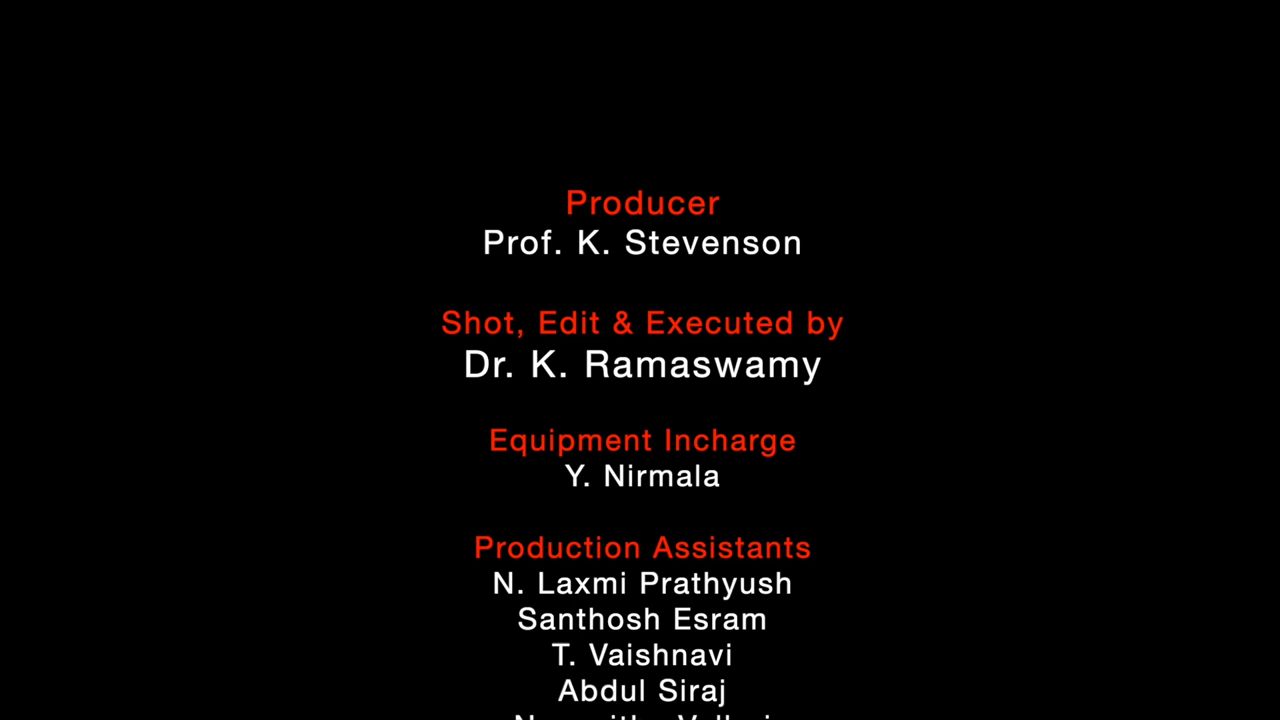 Producer
Prof. K. Stevenson
Shot, Edit & Executed by
Dr. K. Ramaswamy
Equipment Incharge
Y. Nirmala
Production Assistants
N. Laxmi Prathyush
Santhosh Esram
T. Vaishnavi
Abdul Siraj